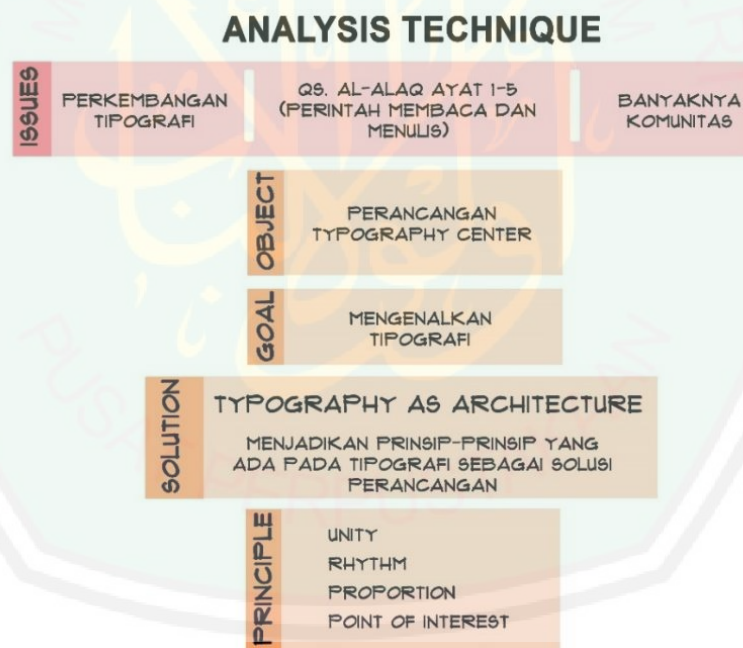 ANALYSIS TECHNIQUE
ISSUES
PERKEMBANGAN
TIPOGRAFI
QS. AL-ALAQ AYAT 1-5
(PERINTAH MEMBACA DAN
MENULIS)
BANYAKNYA
KOMUNITAS
OBJECT
PERANCANGAN
TYPOGRAPHY CENTER
GOAL
MENGENALKAN
TIPOGRAFI
SOLUTION
TYPOGRAPHY AS ARCHITECTURE
MENJADIKAN PRINSIP-PRINSIP YANG
ADA PADA TIPOGRAFI SEBAGAI SOLUSI
PERANCANGAN
PRINCIPLE
UNITY
RHYTHM
PROPORTION
POINT OF INTEREST